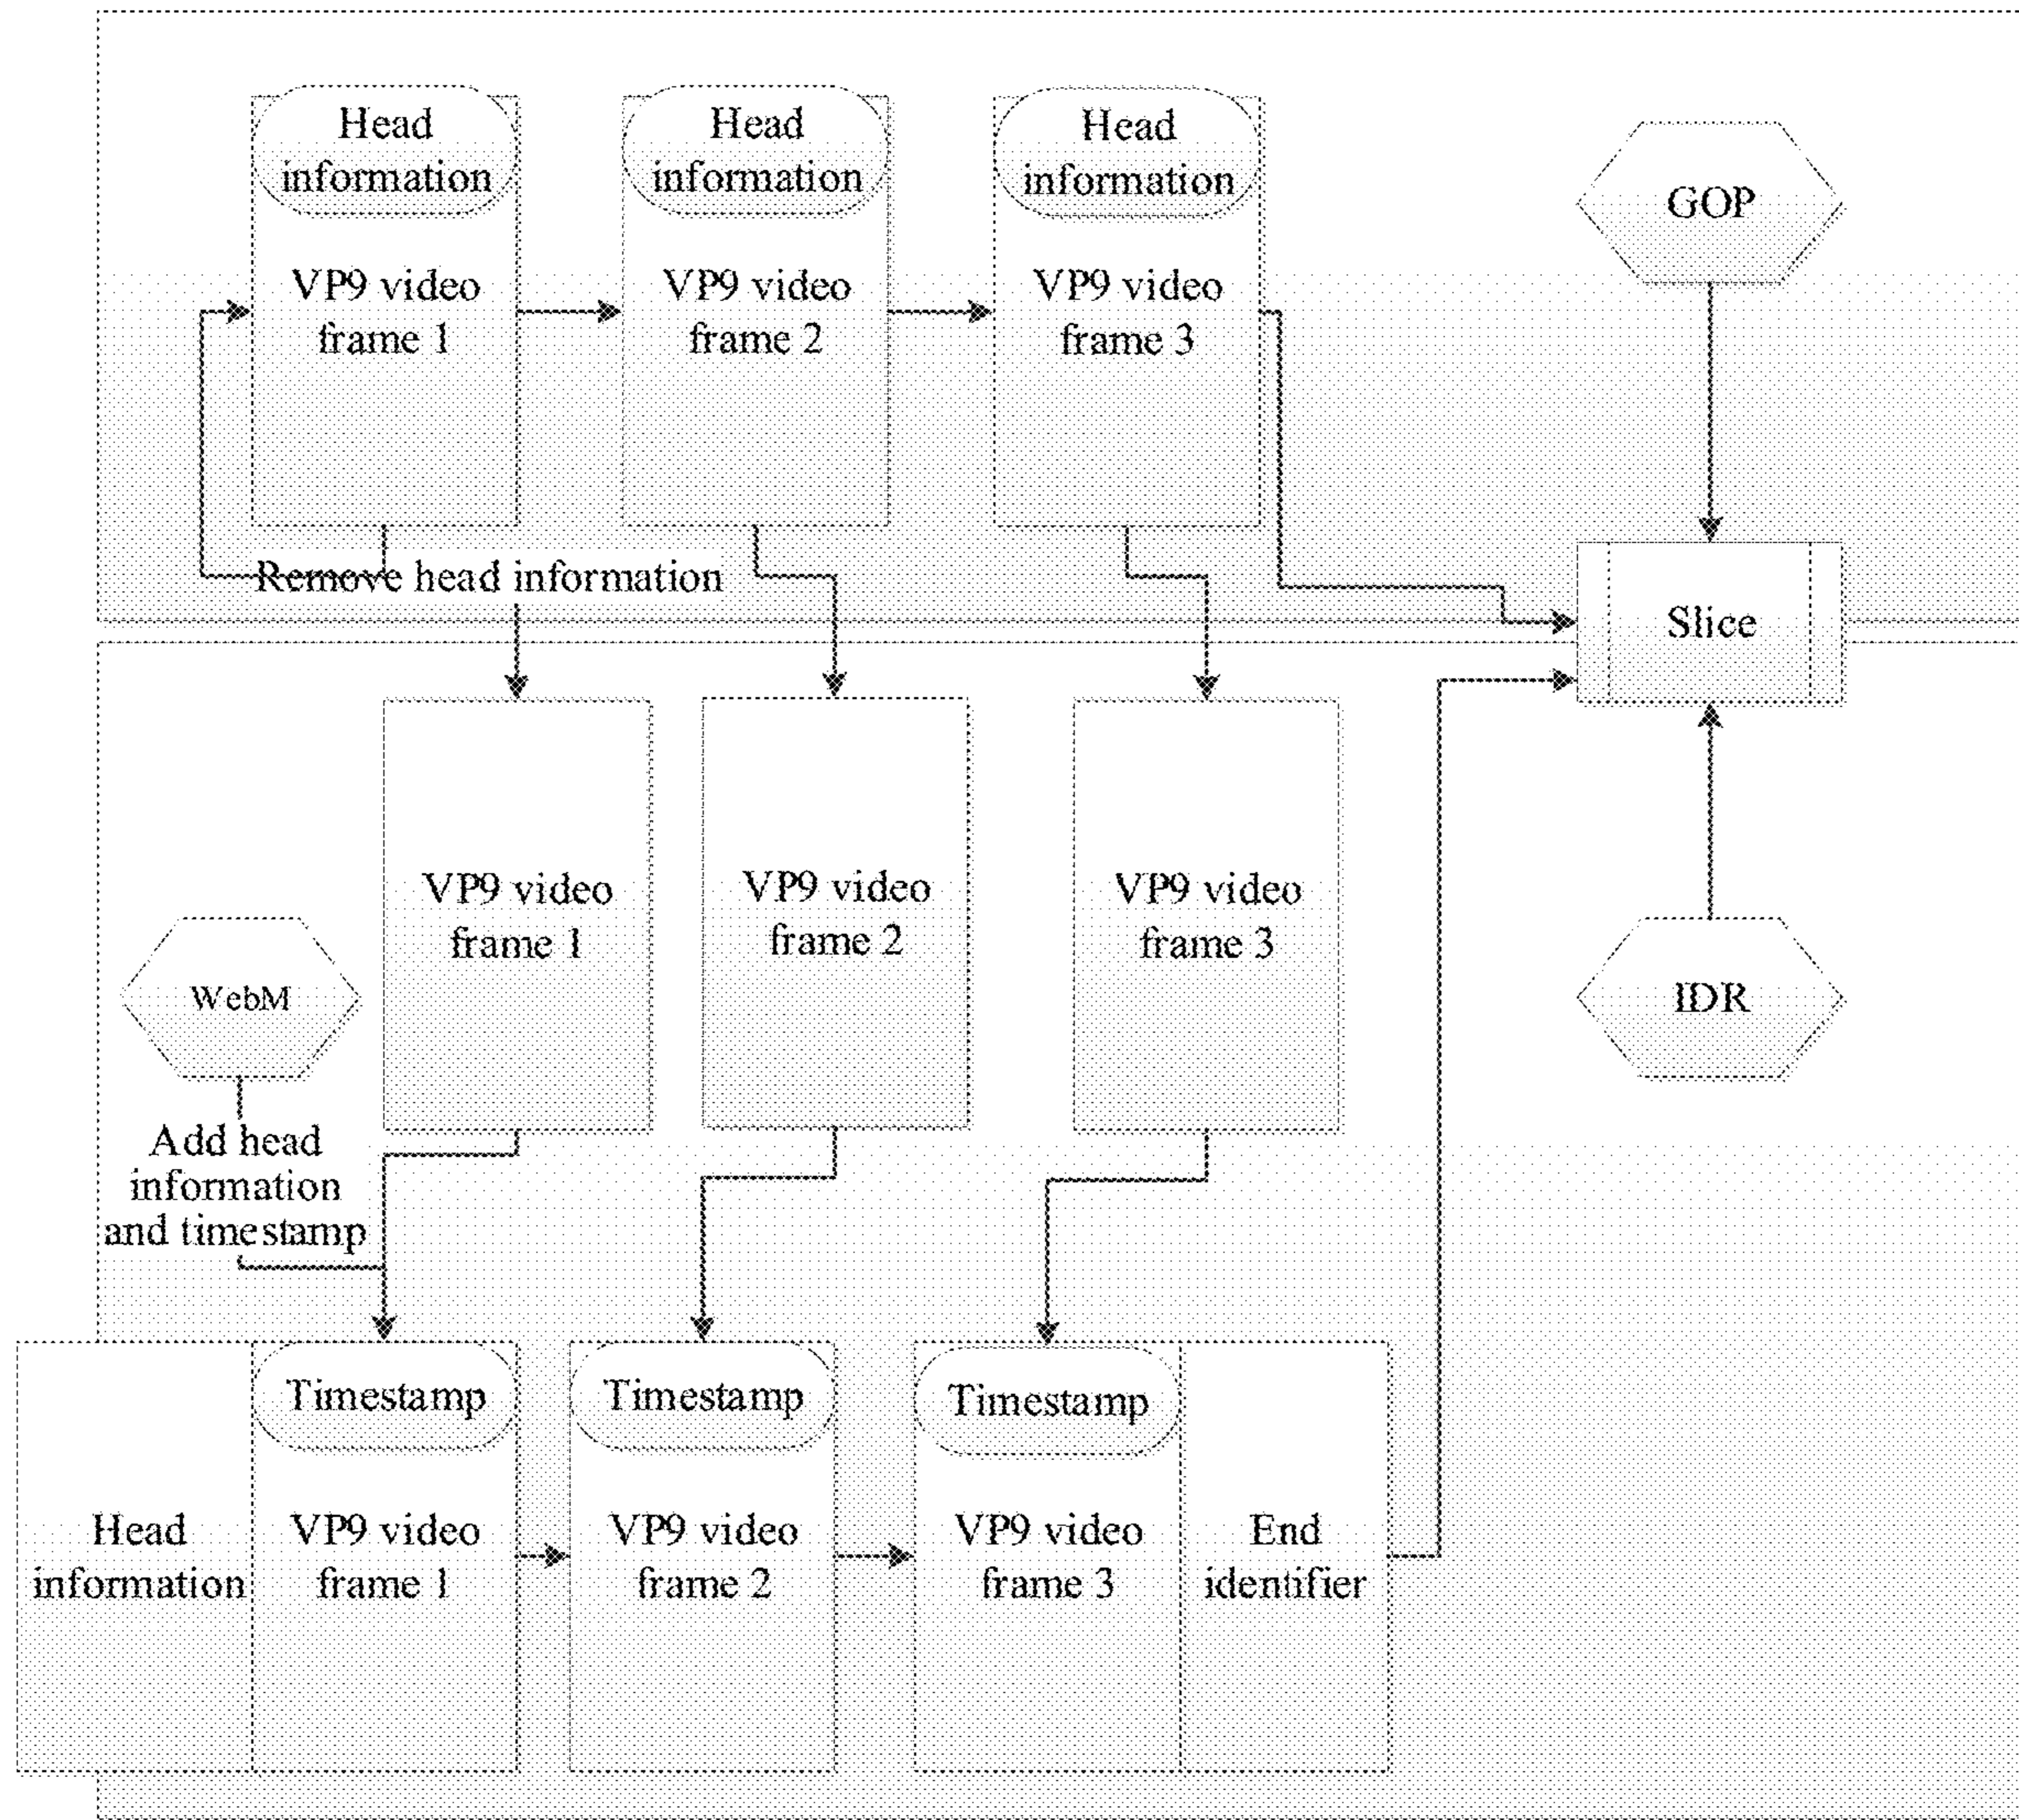 Head
information
Head
information
Head
information
GOP
VP9 video
frame 1
VP9 video
frame 2
VP9 video
frame 3
Remove head information
Slice
VP9 video
frame 1
VP9 video
frame 2
VP9 video
frame 3
WebM
IDR
Add head
information
and timestamp
Timestamp
Timestamp
Timestamp
Head
information
VP9 video
frame 1
VP9 video
frame 2
VP9 video
frame 3
End
identifier